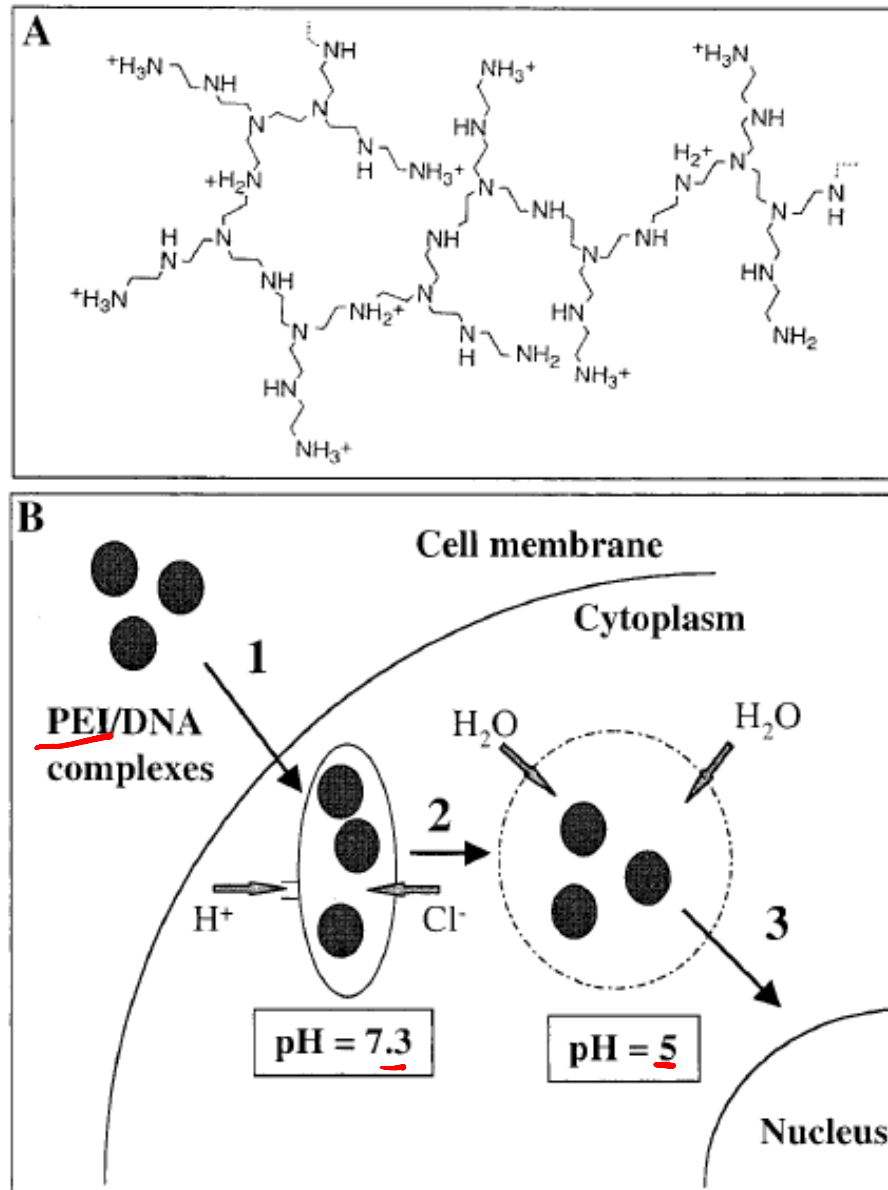 A
NH
+H3N
NH
NH3+
+H3N
N
N
HN
NH
H2+
N
N
NH
NH3+
+H2N
N
N
N
H
N
NH
N
H
N
NH
N
NH
HN
+H3N
NH
N
NH2+
N
HN
NH2
N
N
H
NH2
HN
NH3+
NH3+
B
Cell membrane
Cytoplasm
1
PEI/DNA
complexes
H2O
H2O
2
H+
Cl-
3
pH = 7.3
pH = 5
Nucleus